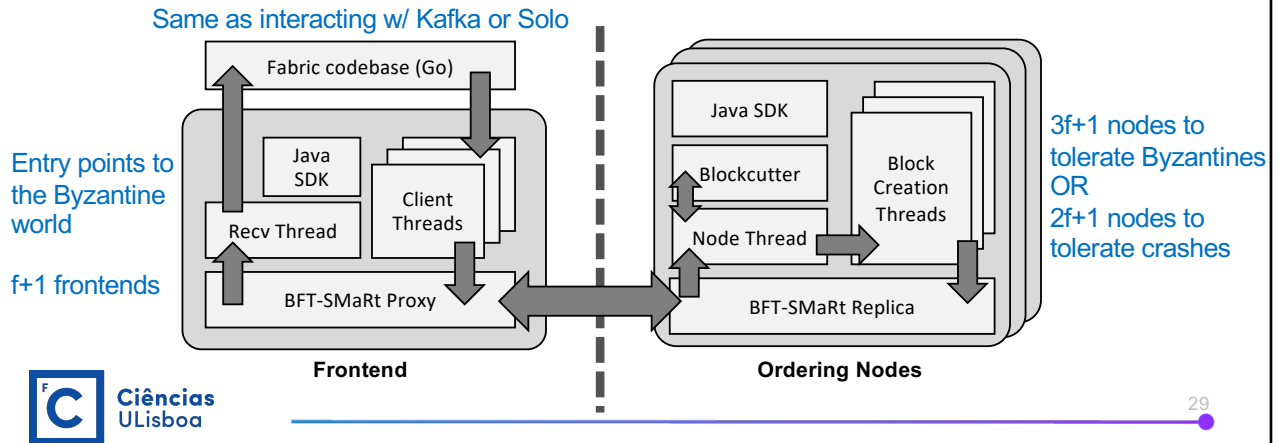 Same as interacting w/ Kafka or Solo
Fabric codebase (Go)
Entry points to
the Byzantine
world
f+1 frontends
Java
SDK
Client
Threads
Recv Thread
BFT-SMaRt Proxy
Frontend
Java SDK
Blockcutter
Node Thread
Block
Creation
Threads
BFT-SMaRt Replica
Ordering Nodes
3f+1 nodes to
tolerate Byzantines
OR
2f+1 nodes to
tolerate crashes
F
C
Ciências
ULisboa
29